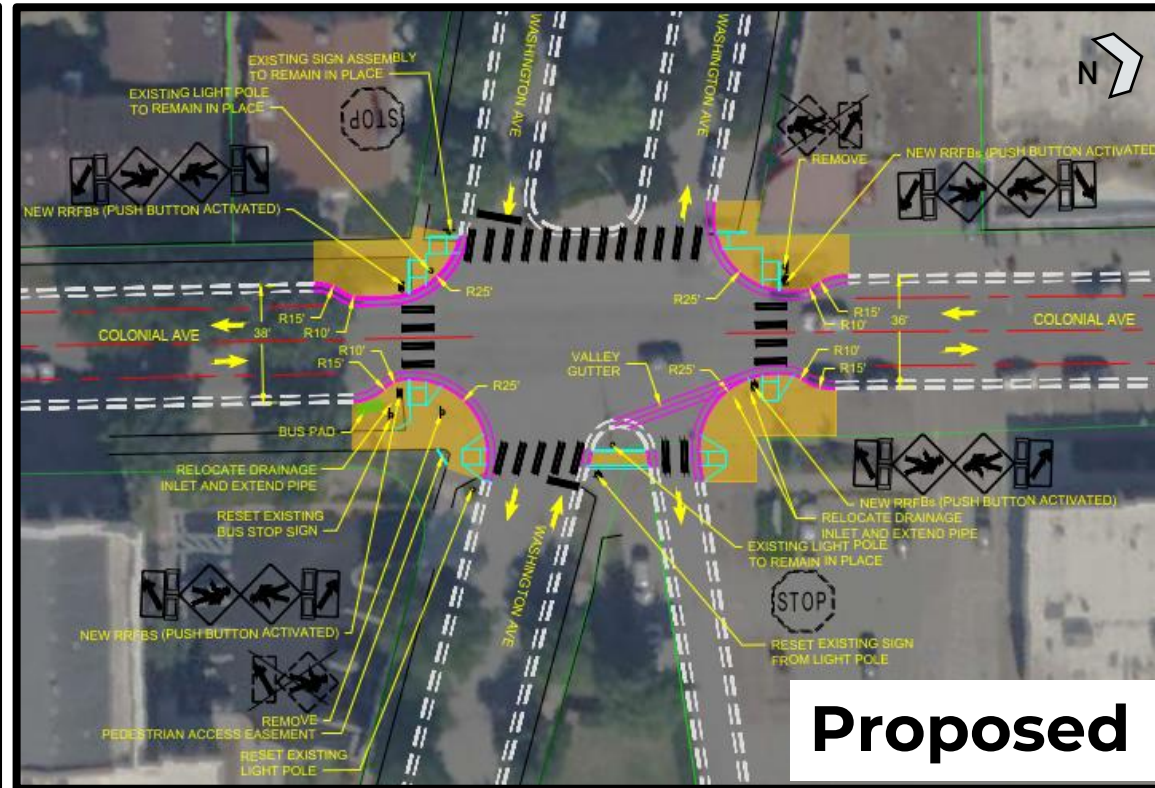 EXISTING SIGN ASSEMBLY
TO REMAIN IN PLACE
EXISTING LIGHT POLE
TO REMAIN IN PLACE
STOP
WASHINGTON AVE
WASHINGTON AVE
N
REMOVE
NEW RRFBs (PUSH BUTTON ACTIVATED
NEW RRFBs (PUSH BUTTON ACTIVATED)
R25'
R25'
R15'
R10'
38'
COLONIAL AVE
R15'
R10'
36'
COLONIAL AVE
R10'
R15'
R25'
VALLEY
GUTTER
R25'
R10'
R15'
BUS PAD
RELOCATE DRAINAGE
INLET AND EXTEND PIPE
RESET EXISTING
BUS STOP SIGN
WASHINGTON AVE
NEW RRFBs (PUSH BUTTON ACTIVATED)
RELOCATE DRAINAGE
INLET AND EXTEND PIPE
EXISTING LIGHT POLE
TO REMAIN IN PLACE
STOP
RESET EXISTING SIGN
FROM LIGHT POLE
NEW RRFBS (PUSH BUTTON ACTIVATED)
REMOVE
PEDESTRIAN ACCESS EASEMENT
RESET EXISTING
LIGHT POLE
Proposed